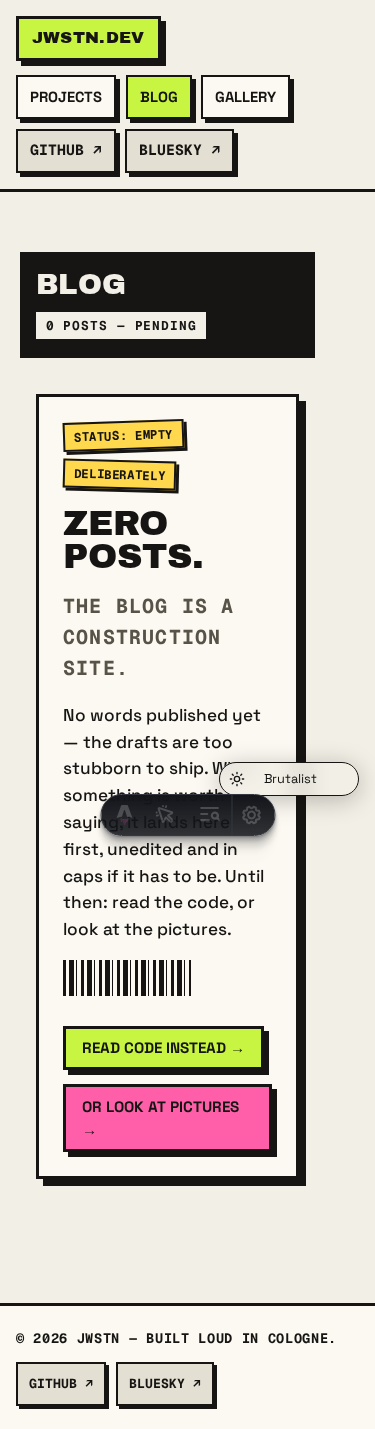 JWSTN.DEV
PROJECTS BLOG GALLERY
GITHUB ↗ BLUESKY ↗
BLOG
0 POSTS — PENDING
STATUS: EMPTY
DELIBERATELY
ZERO
POSTS.
THE BLOG IS A
CONSTRUCTION
SITE.
No words published yet
— the drafts are too
stubborn to ship.
Brutalist
something is worth
saying, it lands here
first, unedited and in
caps if it has to be. Until
then: read the code, or
look at the pictures.
READ CODE INSTEAD →
OR LOOK AT PICTURES
→
© 2026 JWSTN — BUILT LOUD IN COLOGNE.
GITHUB ↗ BLUESKY ↗